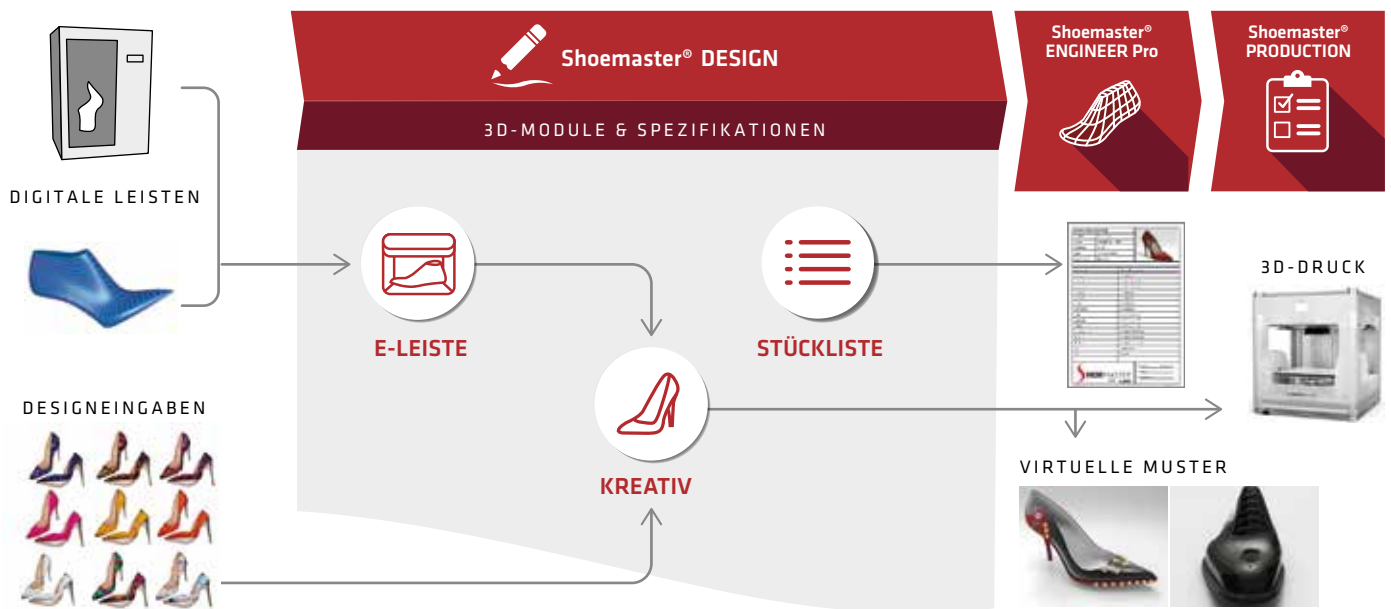 Shoemaster® DESIGN
3D-MODULE & SPEZIFIKATIONEN
Shoemaster®
ENGINEER Pro
Shoemaster®
PRODUCTION
DIGITALE LEISTEN
E-LEISTE
STÜCKLISTE
KREATIV
3D-DRUCK
DESIGNEINGABEN
VIRTUELLE MUSTER